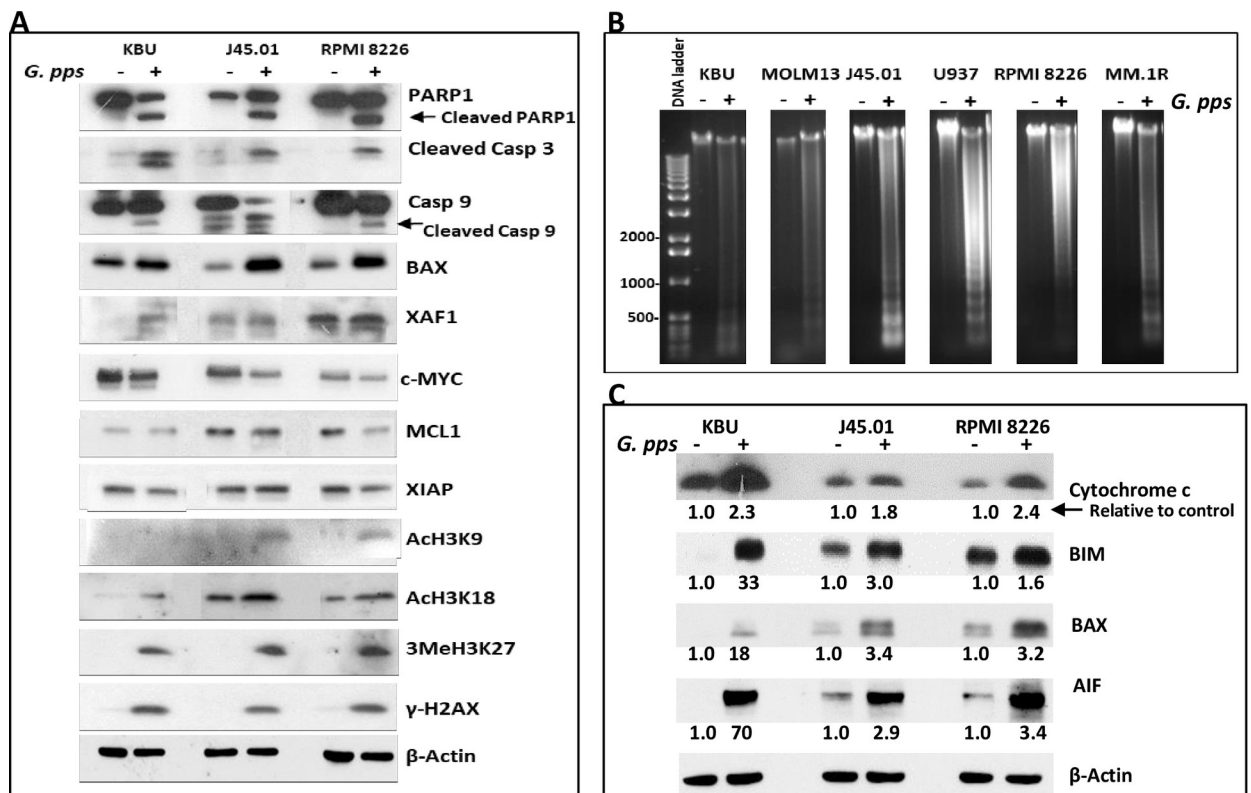 A
KBU J45.01 RPMI 8226
G. pps - + - + - +
PARP1
Cleaved PARP1
Cleaved Casp 3
Casp 9
Cleaved Casp 9
BAX
XAF1
c-MYC
MCL1
XIAP
AcH3K9
AcH3K18
3MeH3K27
γ-H2AX
β-Actin
B
DNA ladder
KBU MOLM13 J45.01 U937 RPMI 8226 MM.1R
- + - + - + - + - + - + G. pps
2000-
1000-
500-
C
KBU J45.01 RPMI 8226
G. pps - + - + - +
Cytochrome c
1.0 2.3 1.0 1.8 1.0 2.4 Relative to control
BIM
1.0 33 1.0 3.0 1.0 1.6
BAX
1.0 18 1.0 3.4 1.0 3.2
AIF
1.0 70 1.0 2.9 1.0 3.4
β-Actin